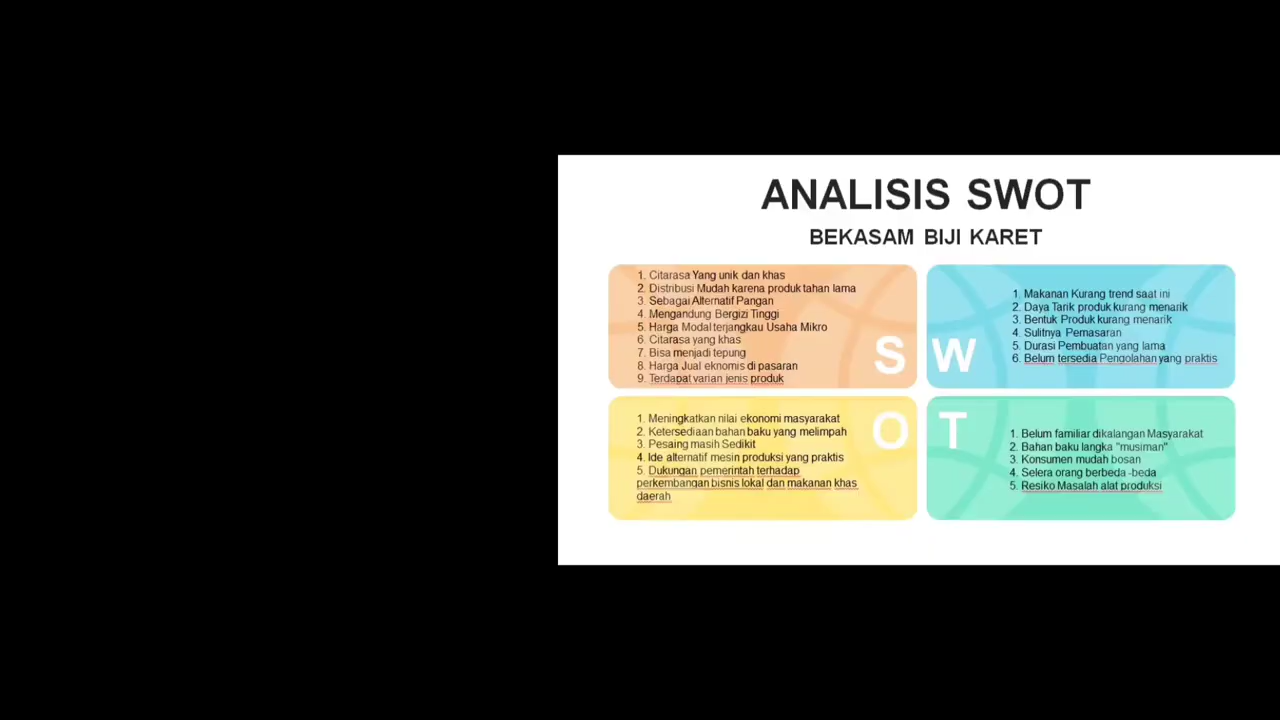 ANALISIS SWOT
BEKASAM BIJI KARET
1. Citarasa Yang unik dan khas
2. Distribusi Mudah karena produk tahan lama
3. Sebagai Alternatif Pangan
4. Mengandung Bergizi Tinggi
5. Harga Modal terjangkau Usaha Mikro
6. Citarasa yang khas
7. Bisa menjadi tepung
8. Harga Jual eknomis di pasaran
9. Terdapat varian jenis produk
S
W
1. Makanan Kurang trend saat ini
2. Daya Tarik produk kurang menarik
3. Bentuk Produk kurang menarik
4. Sulitnya Pemasaran
5. Durasi Pembuatan yang lama
6. Belum tersedia Pengolahan yang praktis
1. Meningkatkan nilai ekonomi masyarakat
2. Ketersediaan bahan baku yang melimpah
3. Pesaing masih Sedikit
4. Ide alternatif mesin produksi yang praktis
5. Dukungan pemerintah terhadap
perkembangan bisnis lokal dan makanan khas
daerah
O
T
1. Belum familiar dikalangan Masyarakat
2. Bahan baku langka "musiman"
3. Konsumen mudah bosan
4. Selera orang berbeda -beda
5. Resiko Masalah alat produksi